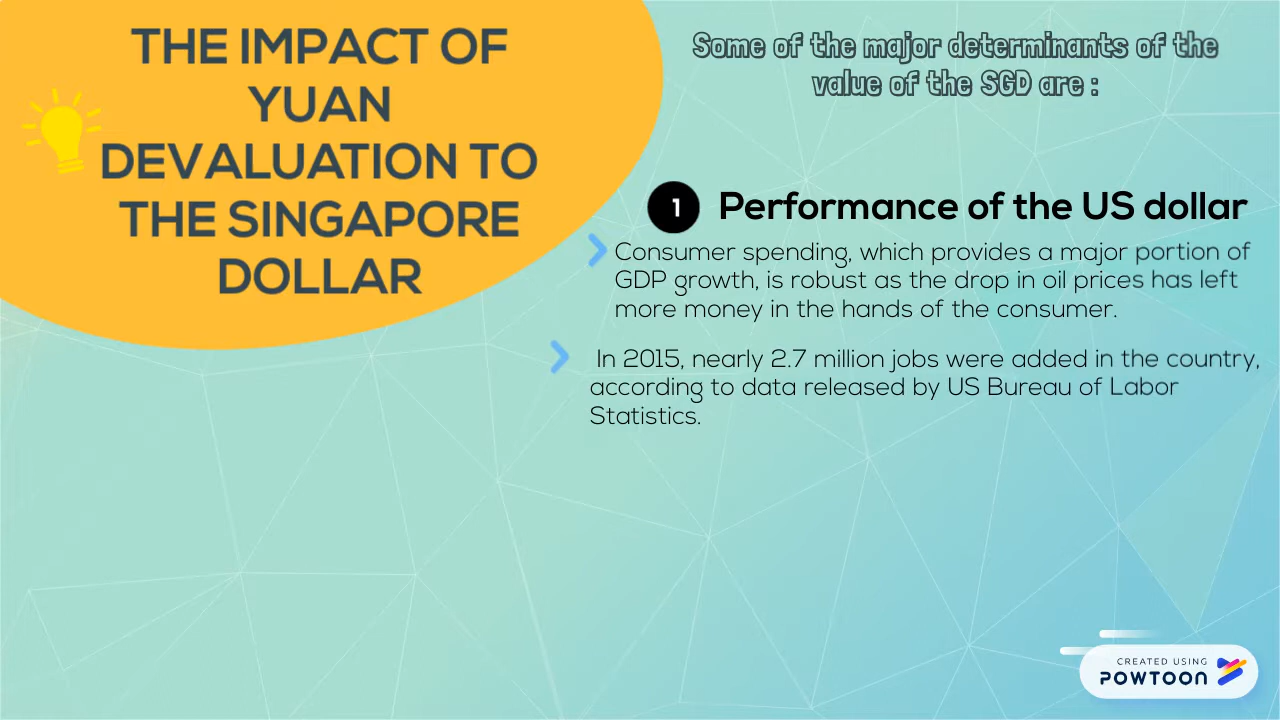 THE IMPACT OF
YUAN
DEVALUATION TO
THE SINGAPORE
DOLLAR
Some of the major determinants of the
value of the SGD are :
1 Performance of the US dollar
Consumer spending, which provides a major portion of
GDP growth, is robust as the drop in oil prices has left
more money in the hands of the consumer.
In 2015, nearly 2.7 million jobs were added in the country,
according to data released by US Bureau of Labor
Statistics.
CREATED USING
POWTOON